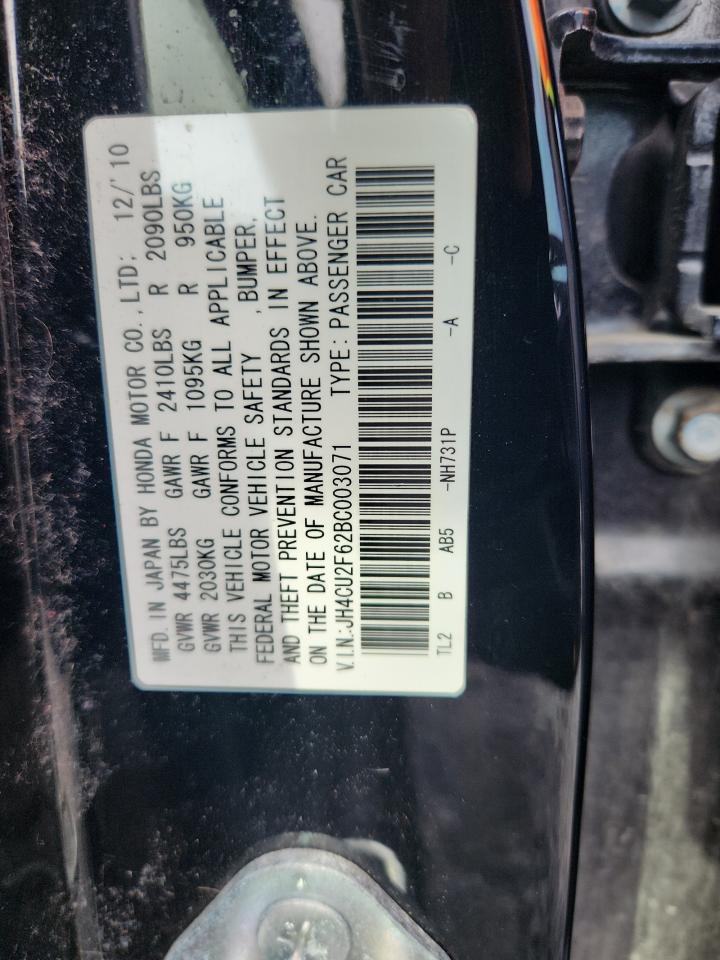 MFD. IN JAPAN BY HONDA MOTOR CO., LTD: 12/'10
GVWR 4475LBS GAWR F 2410LBS R 2090LBS
GVWR 2030KG GAWR F 1095KG R 950KG
THIS VEHICLE CONFORMS TO ALL APPLICABLE
FEDERAL MOTOR VEHICLE SAFETY , BUMPER,
AND THEFT PREVENTION STANDARDS IN EFFECT
ON THE DATE OF MANUFACTURE SHOWN ABOVE.
V.I.N.:JH4CU2F62BC003071 TYPE: PASSENGER CAR
TL2 B AB5 -NH731P -A -C